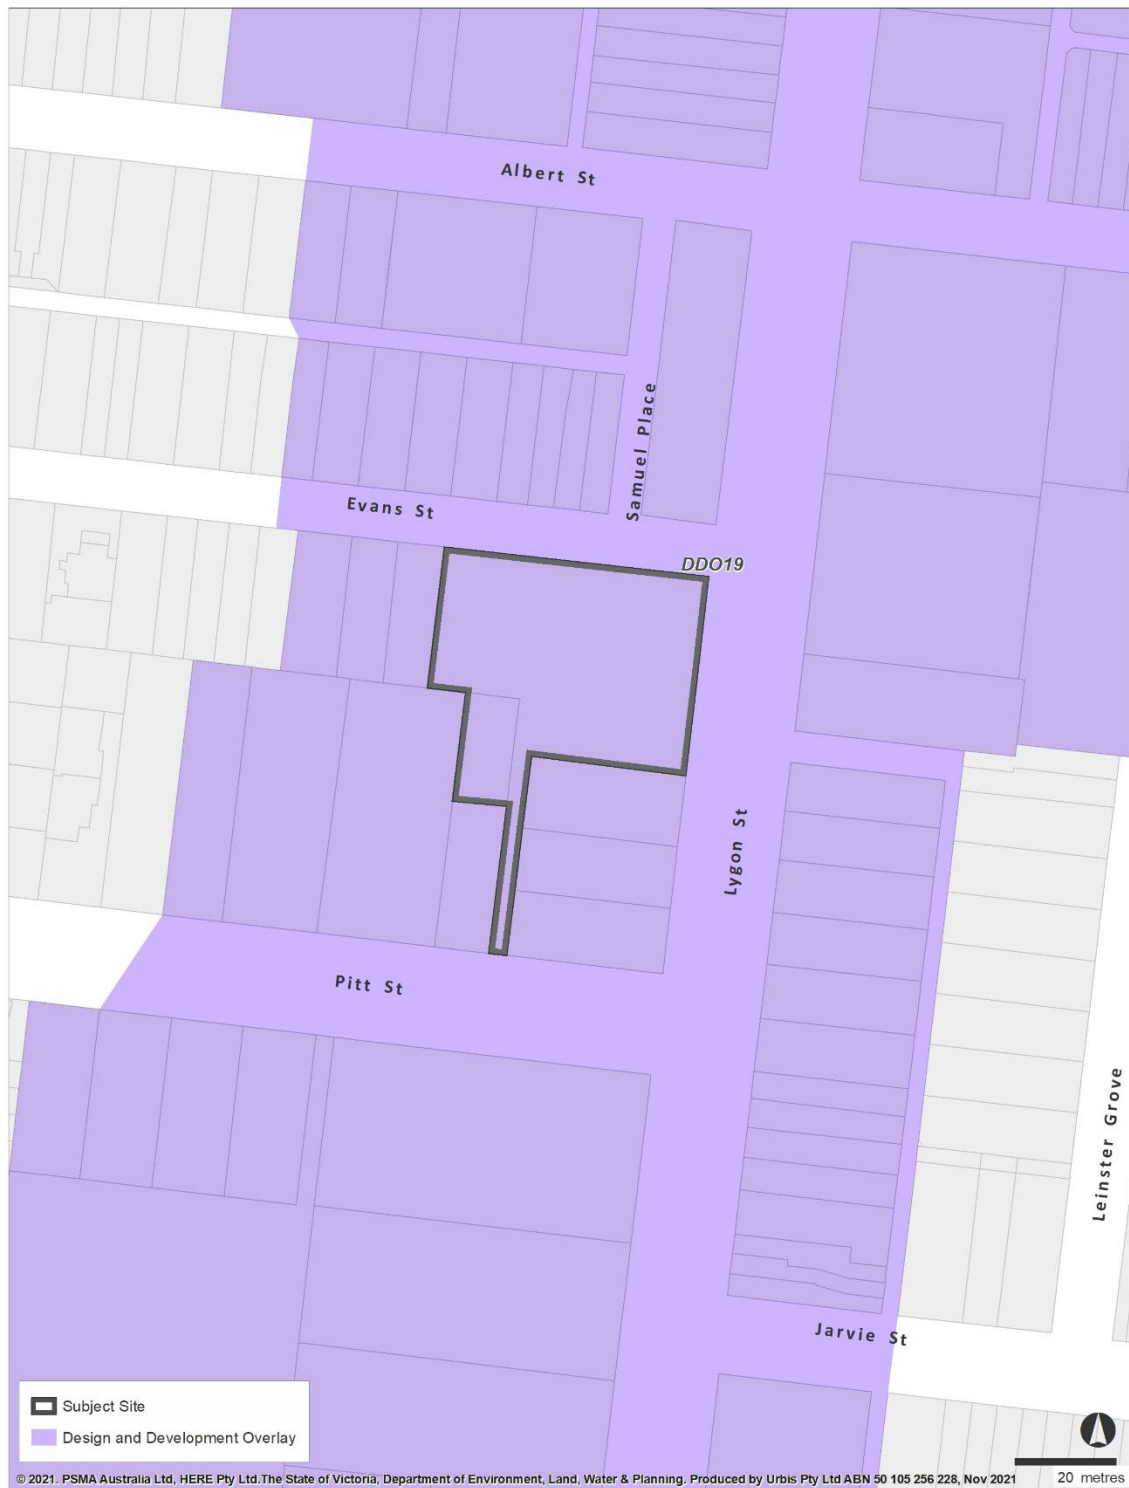 Albert St
Samuel Place
Evans St
DDO19
Lygon St
Pitt St
Leinster Grove
Jarvie St
Subject Site
Design and Development Overlay
© 2021. PSMA Australia Ltd, HERE Pty Ltd.The State of Victoria, Department of Environment, Land, Water & Planning. Produced by Urbis Pty Ltd ABN 50 105 256 228, Nov 2021
20 metres